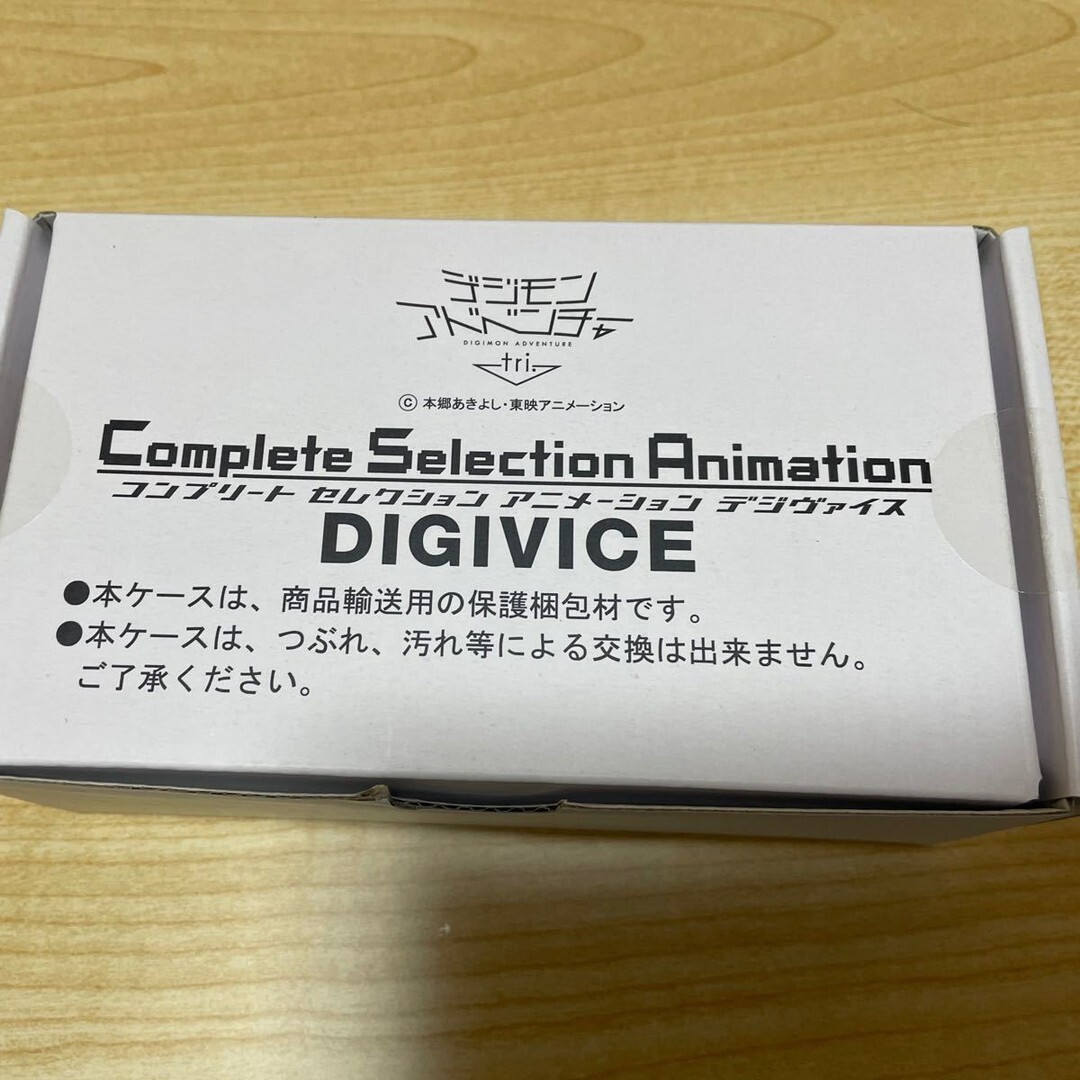 デジモン
アドベンチャー
DIGIMON ADVENTURE
tri.
© 本郷あきよし・東映アニメーション
Complete Selection Animation
コンプリート セレクション アニメーション デジヴァイス
DIGIVICE
●本ケースは、商品輸送用の保護梱包材です。
●本ケースは、つぶれ、汚れ等による交換は出来ません。
ご了承ください。